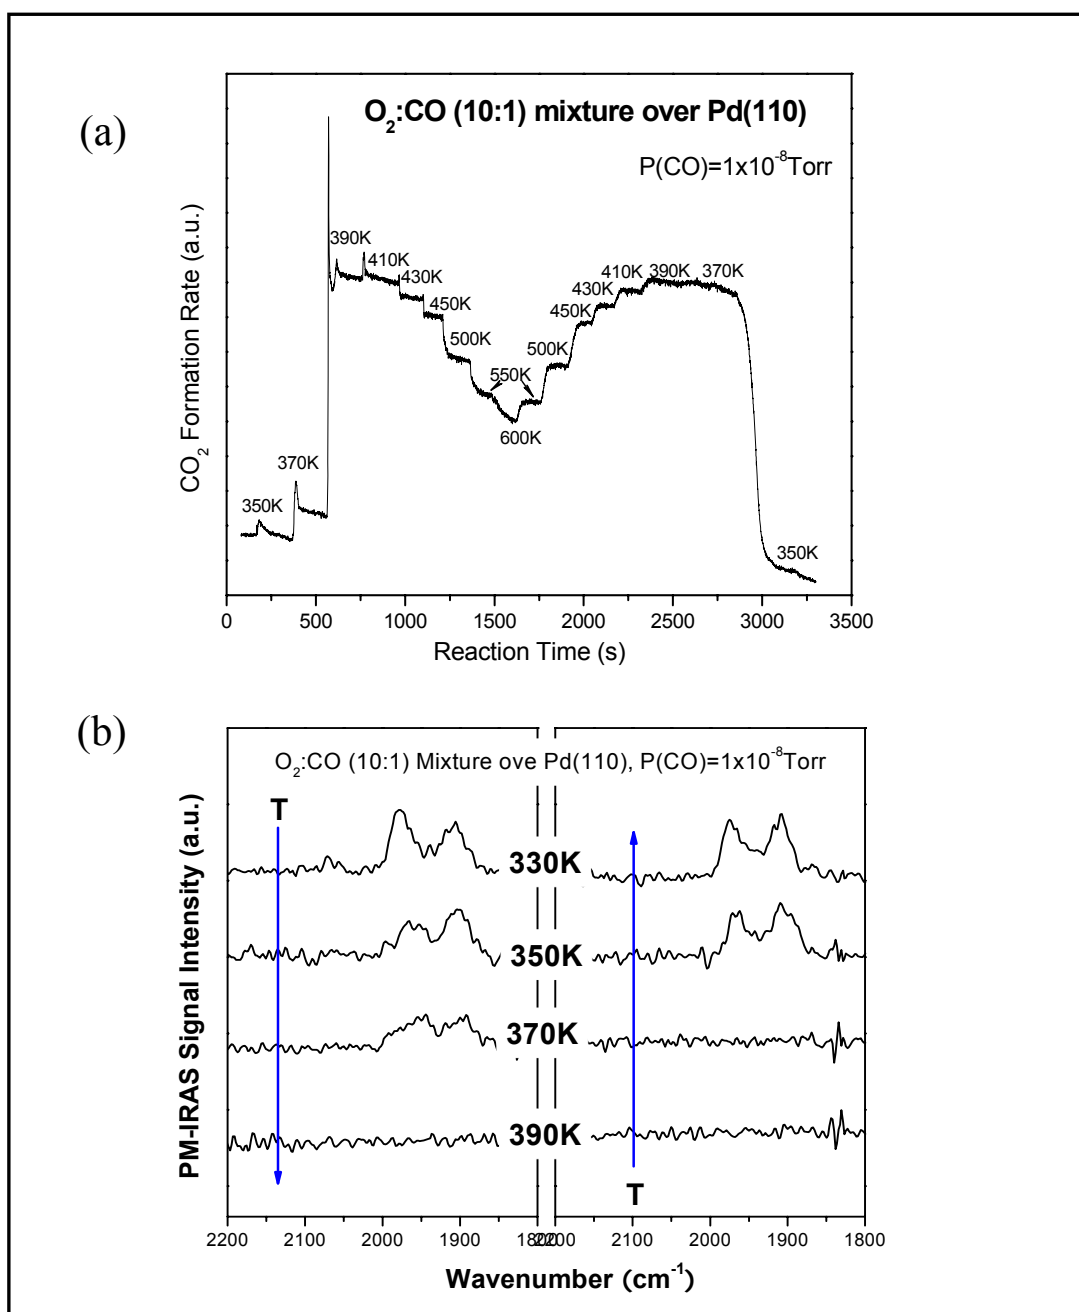 (a)
O₂:CO (10:1) mixture over Pd(110)
P(CO)=1x10⁻⁸Torr
CO₂ Formation Rate (a.u.)
350K
370K
390K
410K
430K
450K
500K
550K
600K
500K
450K
430K
410K
390K
370K
350K
0 500 1000 1500 2000 2500 3000 3500
Reaction Time (s)
(b)
O₂:CO (10:1) Mixture ove Pd(110), P(CO)=1x10⁻⁸Torr
PM-IRAS Signal Intensity (a.u.)
T
330K
350K
370K
390K
T
2200 2100 2000 1900 1800
2200 2100 2000 1900 1800
Wavenumber (cm⁻¹)